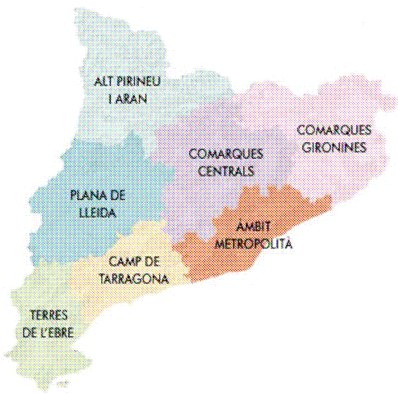 ALT PIRINEU
I ARAN
COMARQUES
GIRONINES
COMARQUES
CENTRALS
PLANA DE
LLEIDA
ÀMBIT
METROPOLITÀ
CAMP DE
TARRAGONA
TERRES
DE L'EBRE